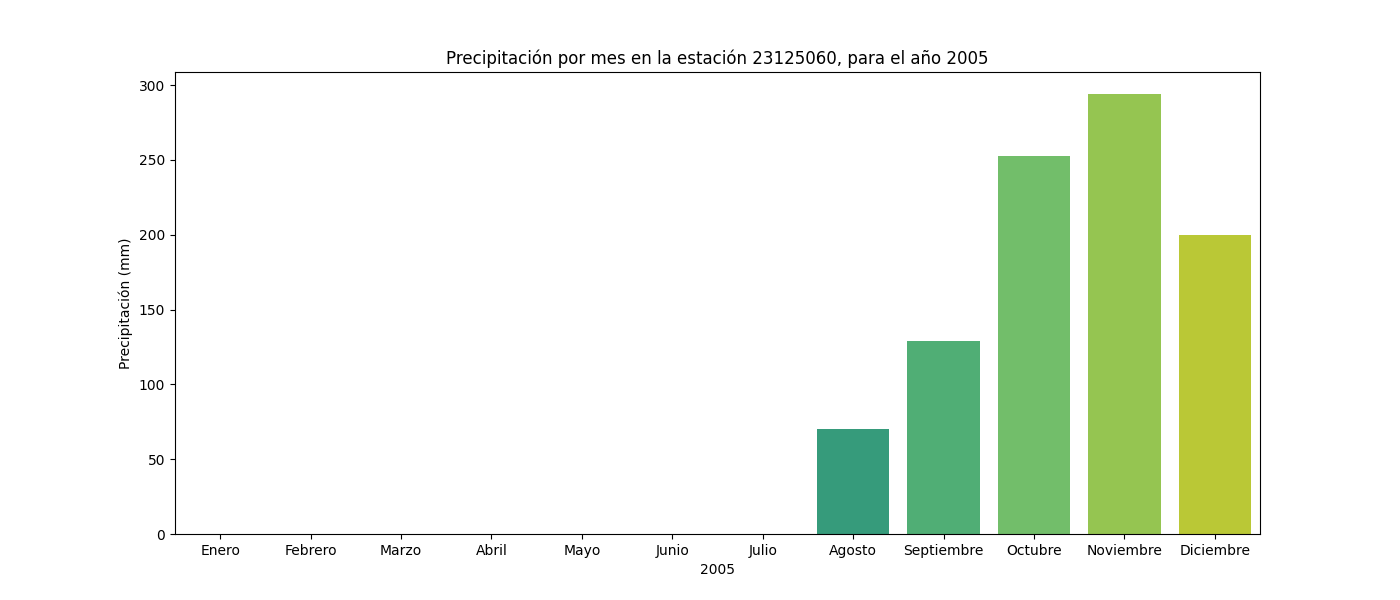 Precipitación por mes en la estación 23125060, para el año 2005
Precipitación (mm)
300
250
200
150
100
50
0
Enero Febrero Marzo Abril Mayo Junio Julio Agosto Septiembre Octubre Noviembre Diciembre
2005